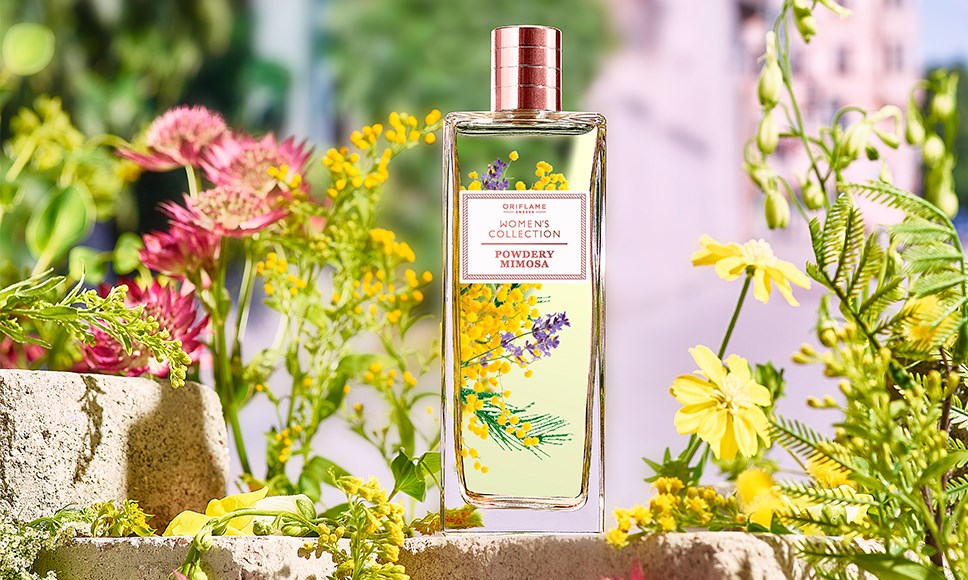 ORIFLAME
SWEDEN
WOMEN'S
COLLECTION
POWDERY
MIMOSA